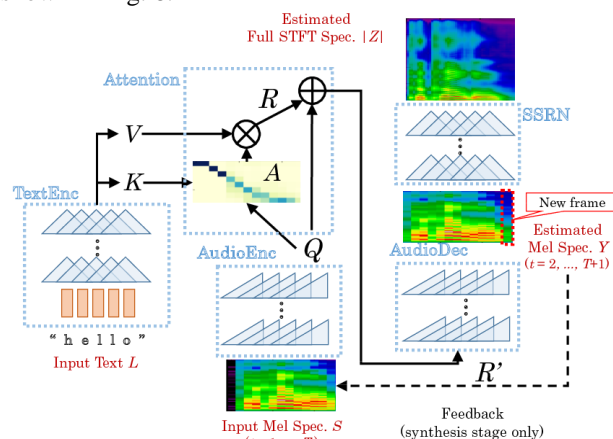 Estimated
Full STFT Spec. |Z|
Attention
R
SSRN
V
A
K
TextEnc
New frame
Q
AudioEnc
AudioDec
Estimated
Mel Spec. Y
(t = 2, ..., T+1)
“ h e l l o ”
Input Text L
R’
Input Mel Spec. S
Feedback
(synthesis stage only)